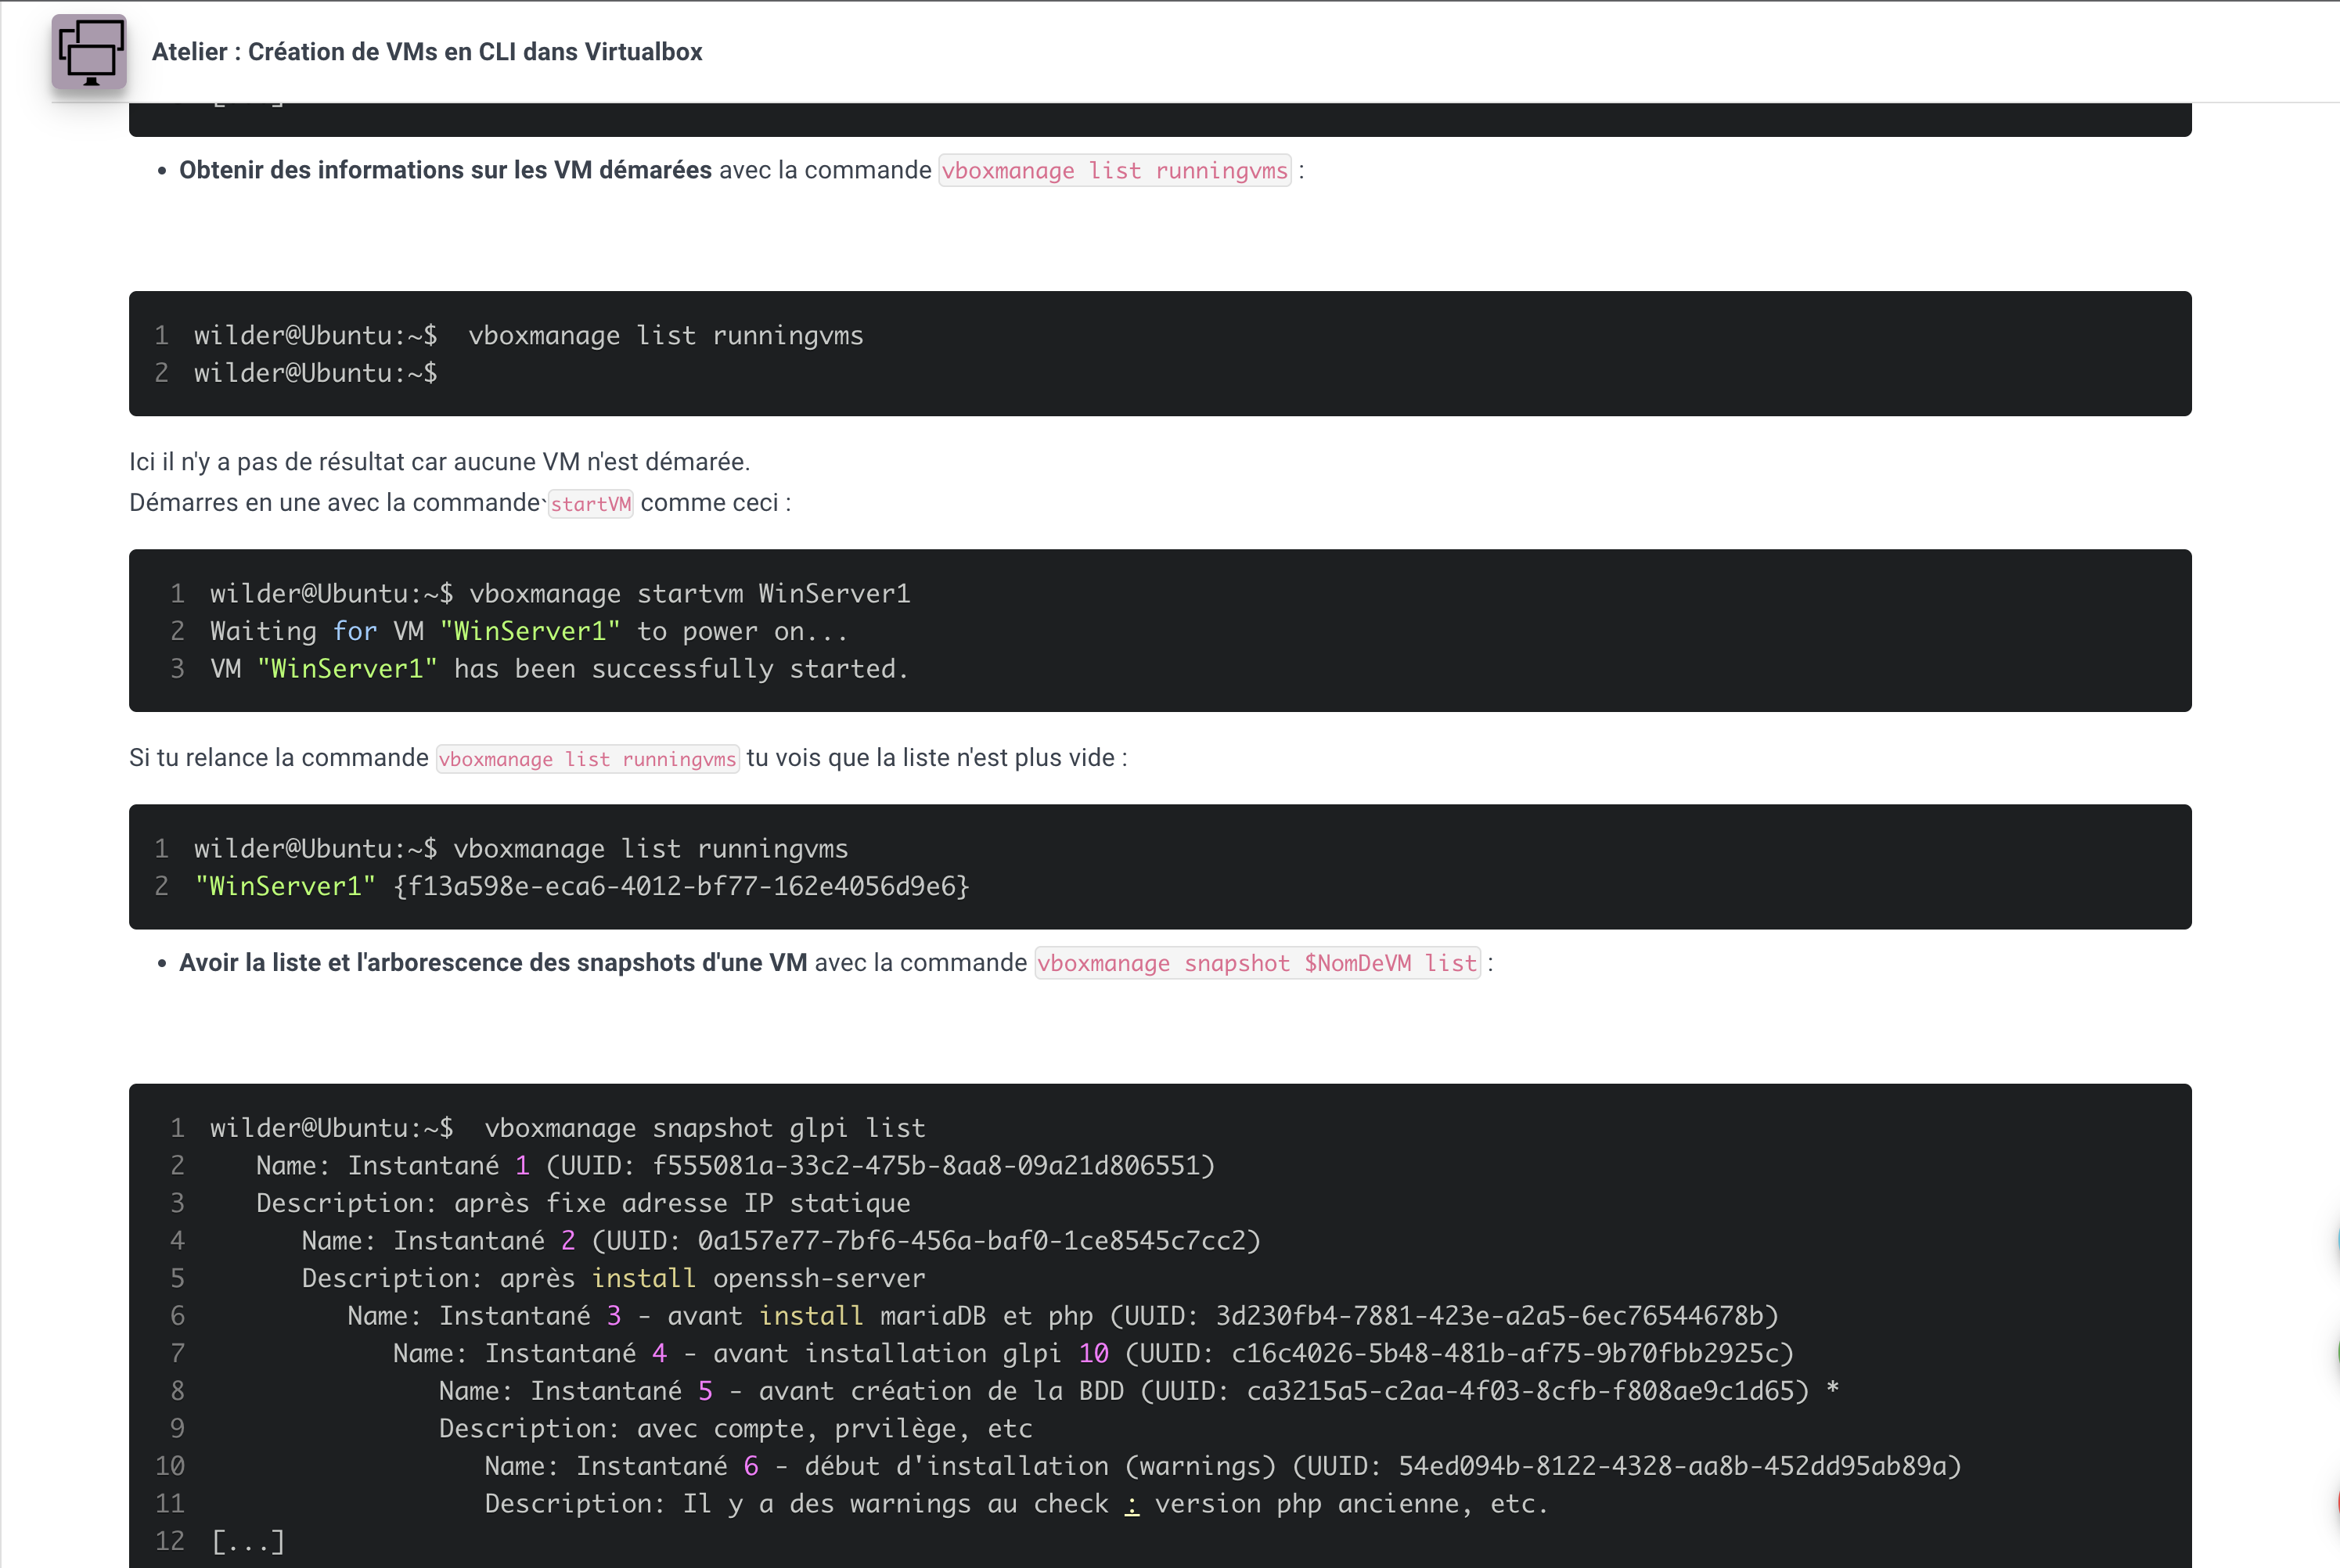 Atelier : Création de VMs en CLI dans Virtualbox
Obtenir des informations sur les VM démarées avec la commande vboxmanage list runningvms :
1 wilder@Ubuntu:~$  vboxmanage list runningvms
2 wilder@Ubuntu:~$
Ici il n'y a pas de résultat car aucune VM n'est démarée.
Démarres en une avec la commande`startVM comme ceci :
1 wilder@Ubuntu:~$ vboxmanage startvm WinServer1
2 Waiting for VM "WinServer1" to power on...
3 VM "WinServer1" has been successfully started.
Si tu relance la commande vboxmanage list runningvms tu vois que la liste n'est plus vide :
1 wilder@Ubuntu:~$ vboxmanage list runningvms
2 "WinServer1" {f13a598e-eca6-4012-bf77-162e4056d9e6}
Avoir la liste et l'arborescence des snapshots d'une VM avec la commande vboxmanage snapshot $NomDeVM list :
1 wilder@Ubuntu:~$  vboxmanage snapshot glpi list
2    Name: Instantané 1 (UUID: f555081a-33c2-475b-8aa8-09a21d806551)
3    Description: après fixe adresse IP statique
4       Name: Instantané 2 (UUID: 0a157e77-7bf6-456a-baf0-1ce8545c7cc2)
5       Description: après install openssh-server
6          Name: Instantané 3 - avant install mariaDB et php (UUID: 3d230fb4-7881-423e-a2a5-6ec76544678b)
7             Name: Instantané 4 - avant installation glpi 10 (UUID: c16c4026-5b48-481b-af75-9b70fbb2925c)
8                Name: Instantané 5 - avant création de la BDD (UUID: ca3215a5-c2aa-4f03-8cfb-f808ae9c1d65) *
9                Description: avec compte, prvilège, etc
10                   Name: Instantané 6 - début d'installation (warnings) (UUID: 54ed094b-8122-4328-aa8b-452dd95ab89a)
11                   Description: Il y a des warnings au check : version php ancienne, etc.
12 [...]